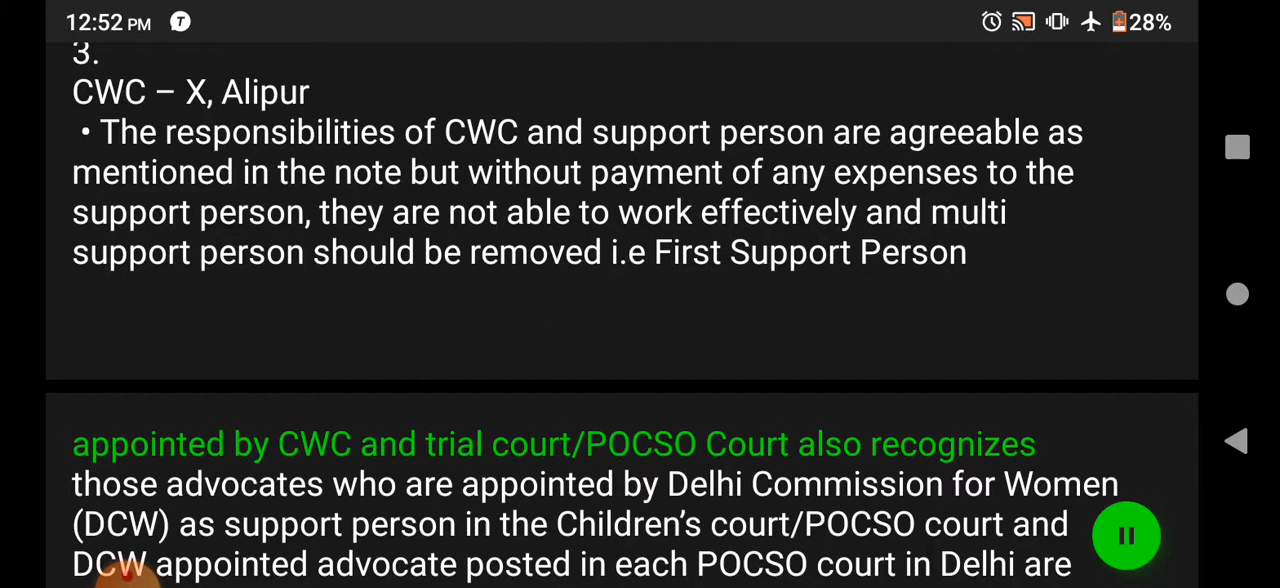 12:52 PM T 28%
3.
CWC – X, Alipur
• The responsibilities of CWC and support person are agreeable as
mentioned in the note but without payment of any expenses to the
support person, they are not able to work effectively and multi
support person should be removed i.e First Support Person
appointed by CWC and trial court/POCSO Court also recognizes
those advocates who are appointed by Delhi Commission for Women
(DCW) as support person in the Children’s court/POCSO court and
DCW appointed advocate posted in each POCSO court in Delhi are